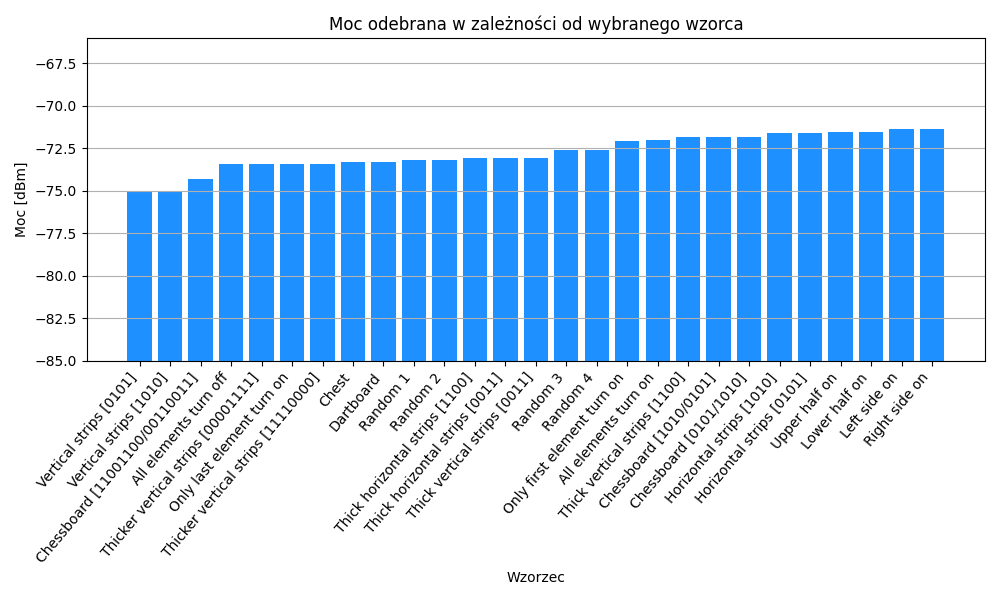 Moc odebrana w zależności od wybranego wzorca
Moc [dBm]
−67.5
−70.0
−72.5
−75.0
−77.5
−80.0
−82.5
−85.0
Vertical strips [0101]
Vertical strips [1010]
Chessboard [11001100/00110011]
All elements turn off
Thicker vertical strips [00001111]
Only last element turn on
Thicker vertical strips [11110000]
Chest
Dartboard
Random 1
Random 2
Thick horizontal strips [1100]
Thick horizontal strips [0011]
Thick vertical strips [0011]
Random 3
Random 4
Only first element turn on
All elements turn on
Thick vertical strips [1100]
Chessboard [1010/0101]
Chessboard [0101/1010]
Horizontal strips [1010]
Horizontal strips [0101]
Upper half on
Lower half on
Left side on
Right side on
Wzorzec